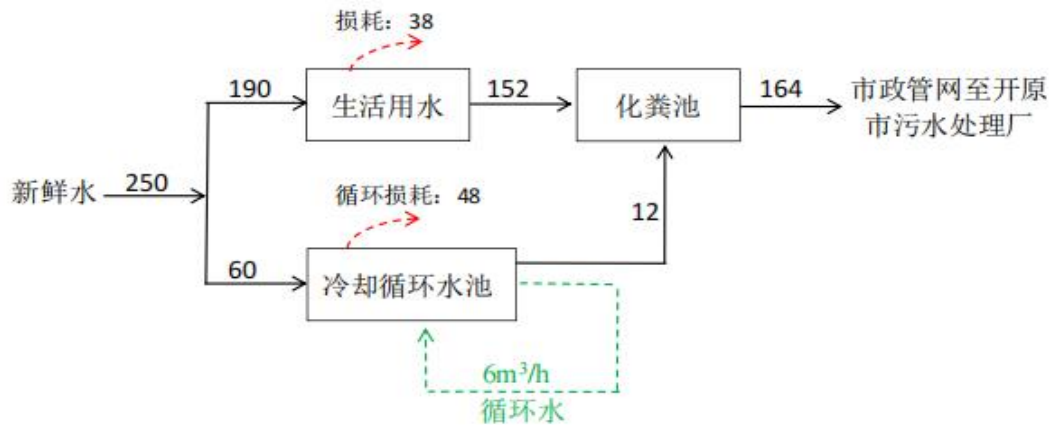 损耗：38
190
生活用水
152
化粪池
164
市政管网至开原
市污水处理厂
新鲜水
250
循环损耗：48
12
60
冷却循环水池
6m³/h
循环水